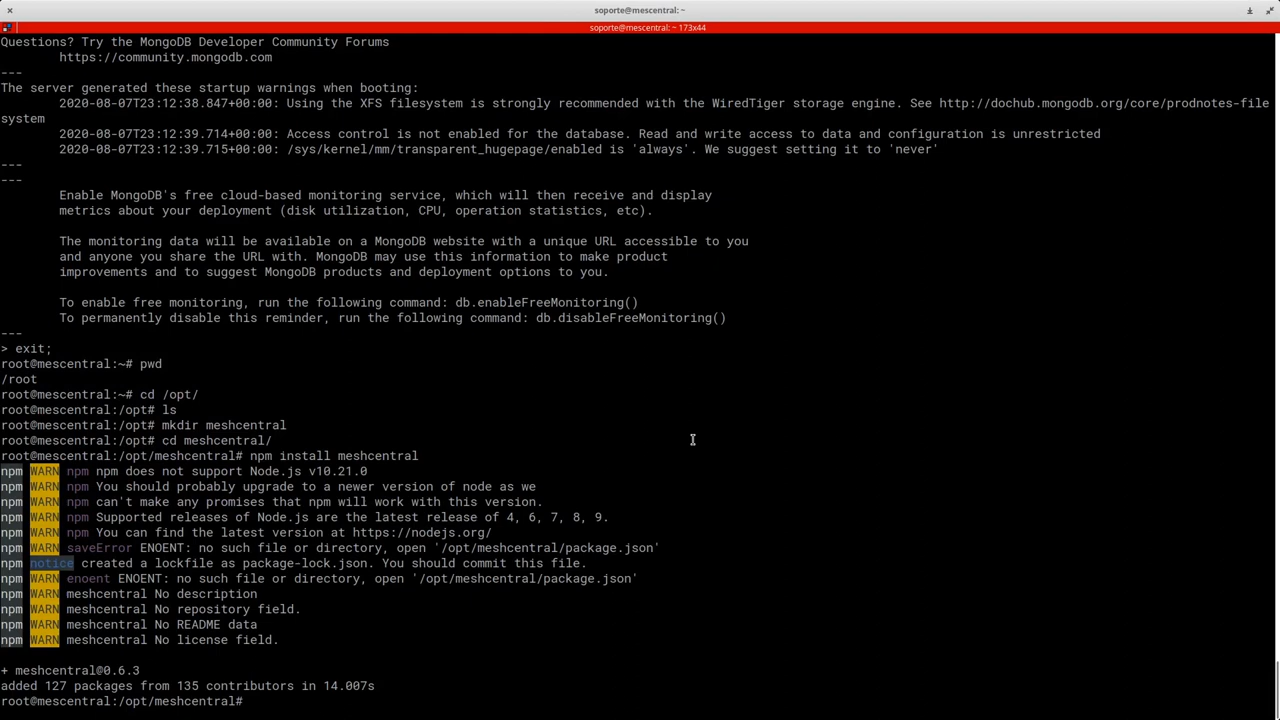 soporte@mescentral: ~
soporte@mescentral: ~ 173x44
Questions? Try the MongoDB Developer Community Forums
        https://community.mongodb.com
---
The server generated these startup warnings when booting:
        2020-08-07T23:12:38.847+00:00: Using the XFS filesystem is strongly recommended with the WiredTiger storage engine. See http://dochub.mongodb.org/core/prodnotes-file
system
        2020-08-07T23:12:39.714+00:00: Access control is not enabled for the database. Read and write access to data and configuration is unrestricted
        2020-08-07T23:12:39.715+00:00: /sys/kernel/mm/transparent_hugepage/enabled is 'always'. We suggest setting it to 'never'
---
---
        Enable MongoDB's free cloud-based monitoring service, which will then receive and display
        metrics about your deployment (disk utilization, CPU, operation statistics, etc).

        The monitoring data will be available on a MongoDB website with a unique URL accessible to you
        and anyone you share the URL with. MongoDB may use this information to make product
        improvements and to suggest MongoDB products and deployment options to you.

        To enable free monitoring, run the following command: db.enableFreeMonitoring()
        To permanently disable this reminder, run the following command: db.disableFreeMonitoring()
---
> exit;
root@mescentral:~# pwd
/root
root@mescentral:~# cd /opt/
root@mescentral:/opt# ls
root@mescentral:/opt# mkdir meshcentral
root@mescentral:/opt# cd meshcentral/
root@mescentral:/opt/meshcentral# npm install meshcentral
npm WARN npm npm does not support Node.js v10.21.0
npm WARN npm You should probably upgrade to a newer version of node as we
npm WARN npm can't make any promises that npm will work with this version.
npm WARN npm Supported releases of Node.js are the latest release of 4, 6, 7, 8, 9.
npm WARN npm You can find the latest version at https://nodejs.org/
npm WARN saveError ENOENT: no such file or directory, open '/opt/meshcentral/package.json'
npm notice created a lockfile as package-lock.json. You should commit this file.
npm WARN enoent ENOENT: no such file or directory, open '/opt/meshcentral/package.json'
npm WARN meshcentral No description
npm WARN meshcentral No repository field.
npm WARN meshcentral No README data
npm WARN meshcentral No license field.

+ meshcentral@0.6.3
added 127 packages from 135 contributors in 14.007s
root@mescentral:/opt/meshcentral#